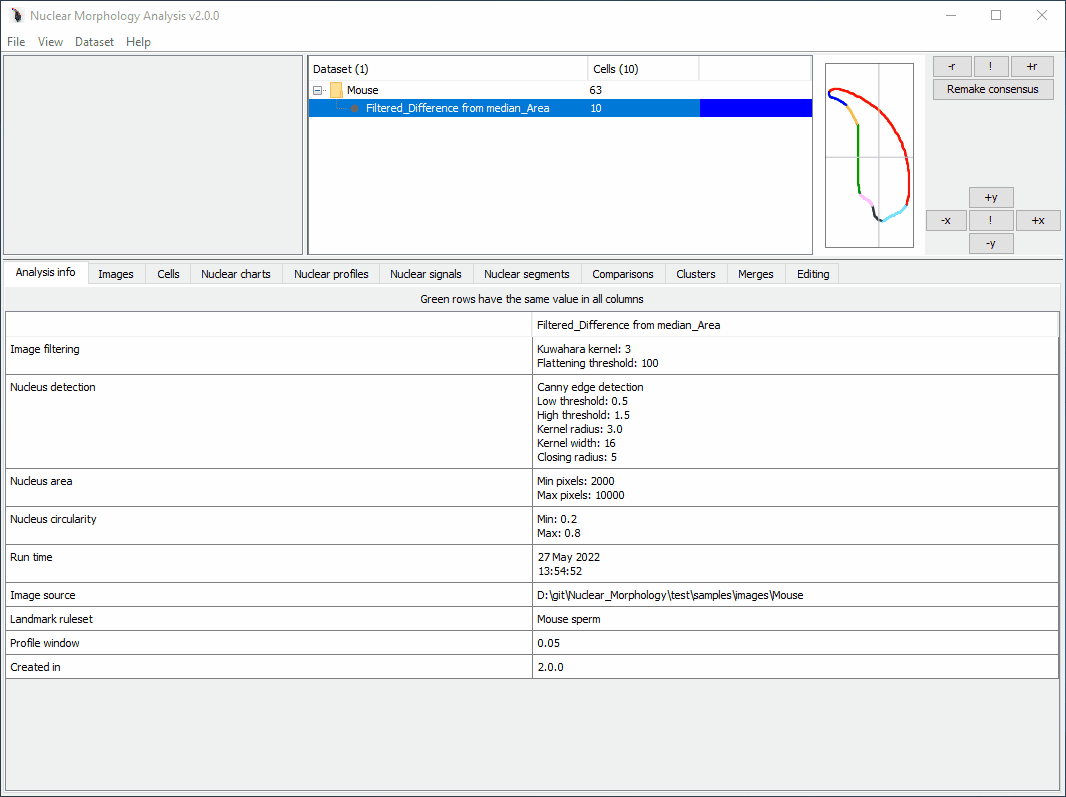 Nuclear Morphology Analysis v2.0.0
File View Dataset Help
Dataset (1) Cells (10)
Mouse 63
Filtered_Difference from median_Area 10
-r ! +r
Remake consensus
+y
-x ! +x
-y
Analysis info Images Cells Nuclear charts Nuclear profiles Nuclear signals Nuclear segments Comparisons Clusters Merges Editing
Green rows have the same value in all columns
Filtered_Difference from median_Area
Image filtering Kuwahara kernel: 3
Flattening threshold: 100
Nucleus detection Canny edge detection
Low threshold: 0.5
High threshold: 1.5
Kernel radius: 3.0
Kernel width: 16
Closing radius: 5
Nucleus area Min pixels: 2000
Max pixels: 10000
Nucleus circularity Min: 0.2
Max: 0.8
Run time 27 May 2022
13:54:52
Image source D:\git\Nuclear_Morphology\test\samples\images\Mouse
Landmark ruleset Mouse sperm
Profile window 0.05
Created in 2.0.0